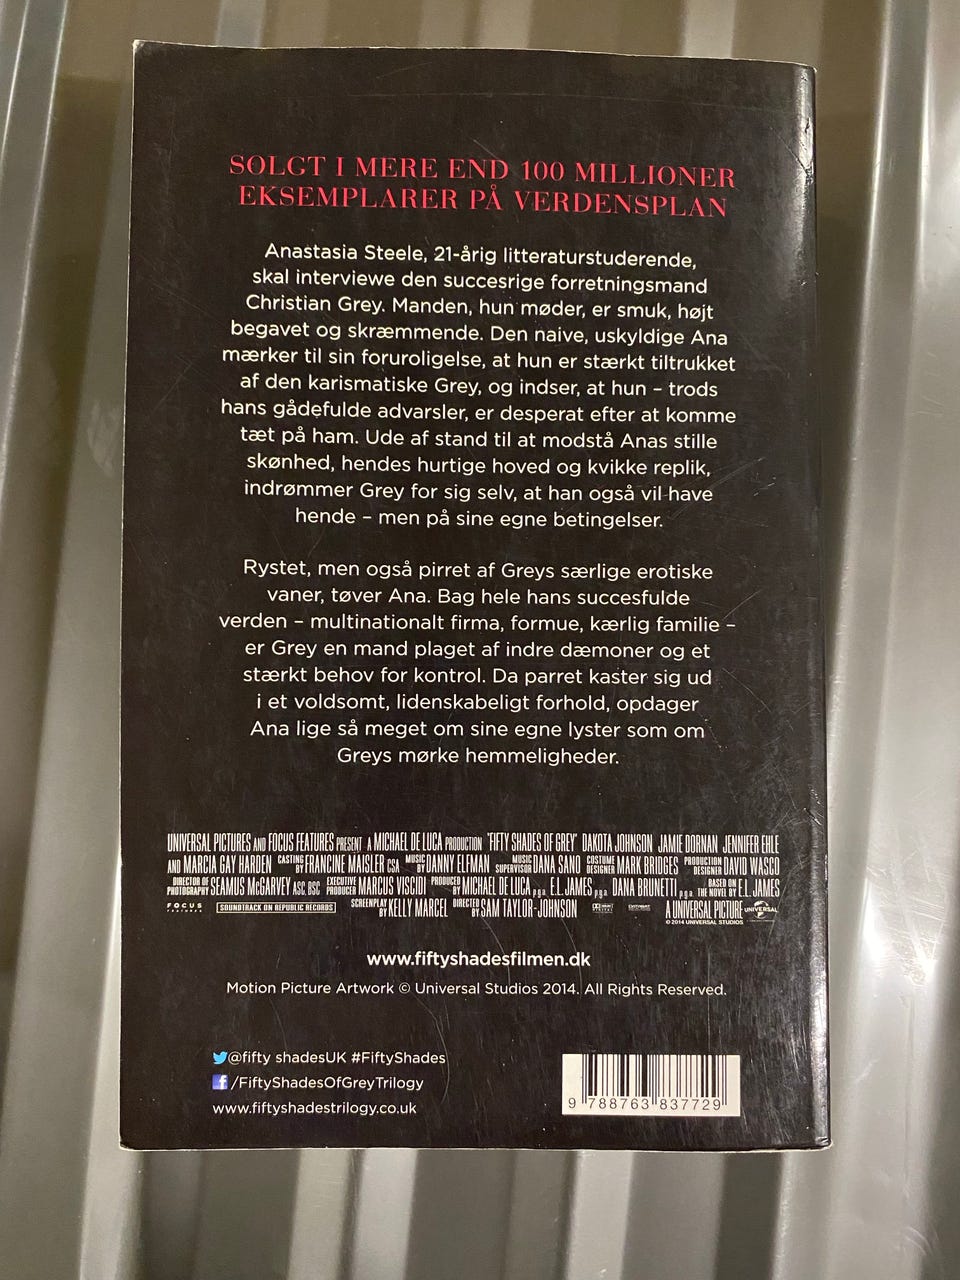 SOLGT I MERE END 100 MILLIONER
EKSEMPLARER PÅ VERDENSPLAN
Anastasia Steele, 21-årig litteraturstuderende,
skal interviewe den succesrige forretningsmand
Christian Grey. Manden, hun møder, er smuk, højt
begavet og skræmmende. Den naive, uskyldige Ana
mærker til sin foruroligelse, at hun er stærkt tiltrukket
af den karismatiske Grey, og indser, at hun – trods
hans gådefulde advarsler, er desperat efter at komme
tæt på ham. Ude af stand til at modstå Anas stille
skønhed, hendes hurtige hoved og kvikke replik,
indrømmer Grey for sig selv, at han også vil have
hende – men på sine egne betingelser.
Rystet, men også pirret af Greys særlige erotiske
vaner, tøver Ana. Bag hele hans succesfulde
verden – multinationalt firma, formue, kærlig familie –
er Grey en mand plaget af indre dæmoner og et
stærkt behov for kontrol. Da parret kaster sig ud
i et voldsomt, lidenskabeligt forhold, opdager
Ana lige så meget om sine egne lyster som om
Greys mørke hemmeligheder.
UNIVERSAL PICTURES AND FOCUS FEATURES PRESENT A MICHAEL DE LUCA PRODUCTION "FIFTY SHADES OF GREY" DAKOTA JOHNSON JAMIE DORNAN JENNIFER EHLE
AND MARCIA GAY HARDEN CASTING BY FRANCINE MAISLER CSA MUSIC BY DANNY ELFMAN MUSIC SUPERVISOR DANA SANO COSTUME DESIGNER MARK BRIDGES PRODUCTION DESIGNER DAVID WASCO
DIRECTOR OF PHOTOGRAPHY SEAMUS McGARVEY ASC, BSC EXECUTIVE PRODUCER MARCUS VISCIDI PRODUCED BY MICHAEL DE LUCA p.g.a. E.L. JAMES p.g.a. DANA BRUNETTI p.g.a. BASED ON THE NOVEL BY E.L. JAMES
FOCUS FEATURES SOUNDTRACK ON REPUBLIC RECORDS SCREENPLAY BY KELLY MARCEL DIRECTED BY SAM TAYLOR-JOHNSON A UNIVERSAL PICTURE UNIVERSAL
© 2014 UNIVERSAL STUDIOS
www.fiftyshadesfilmen.dk
Motion Picture Artwork © Universal Studios 2014. All Rights Reserved.
@fifty shadesUK #FiftyShades
/FiftyShadesOfGreyTrilogy
www.fiftyshadestrilogy.co.uk
9 788763 837729